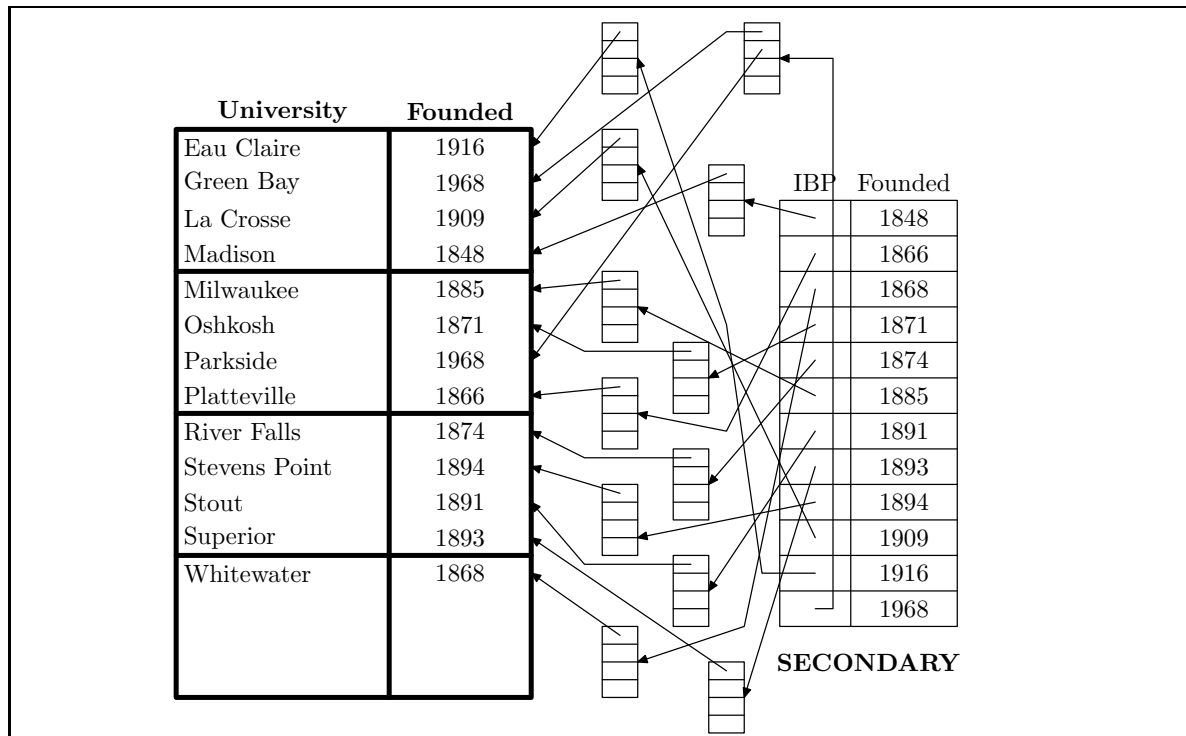 University Founded
Eau Claire 1916
Green Bay 1968
La Crosse 1909
Madison 1848
Milwaukee 1885
Oshkosh 1871
Parkside 1968
Platteville 1866
River Falls 1874
Stevens Point 1894
Stout 1891
Superior 1893
Whitewater 1868
IBP Founded
1848
1866
1868
1871
1874
1885
1891
1893
1894
1909
1916
1968
SECONDARY